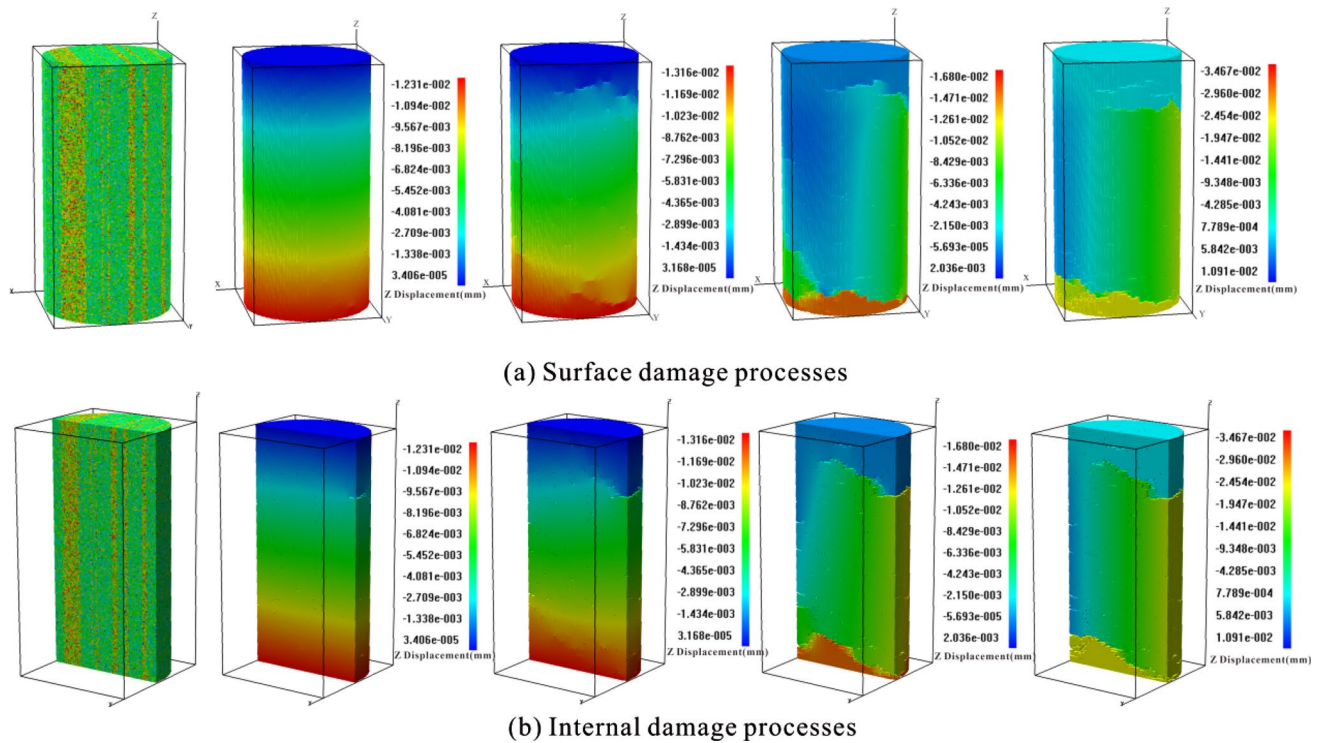 Z
Z
Z
Z
Z
-1.231e-002
-1.094e-002
-9.567e-003
-8.196e-003
-6.824e-003
-5.452e-003
-4.081e-003
-2.709e-003
-1.338e-003
3.406e-005
Z Displacement(mm)
-1.316e-002
-1.169e-002
-1.023e-002
-8.762e-003
-7.296e-003
-5.831e-003
-4.365e-003
-2.899e-003
-1.434e-003
3.168e-005
Z Displacement(mm)
-1.680e-002
-1.471e-002
-1.261e-002
-1.052e-002
-8.429e-003
-6.336e-003
-4.243e-003
-2.150e-003
-5.693e-005
2.036e-003
Z Displacement(mm)
-3.467e-002
-2.960e-002
-2.454e-002
-1.947e-002
-1.441e-002
-9.348e-003
-4.285e-003
7.789e-004
5.842e-003
1.091e-002
Z Displacement(mm)
X
Y
X
Y
X
Y
X
Y
X
Y
(a) Surface damage processes
z
z
z
z
z
-1.231e-002
-1.094e-002
-9.567e-003
-8.196e-003
-6.824e-003
-5.452e-003
-4.081e-003
-2.709e-003
-1.338e-003
3.406e-005
Z Displacement(mm)
-1.316e-002
-1.169e-002
-1.023e-002
-8.762e-003
-7.296e-003
-5.831e-003
-4.365e-003
-2.899e-003
-1.434e-003
3.168e-005
Z Displacement(mm)
-1.680e-002
-1.471e-002
-1.261e-002
-1.052e-002
-8.429e-003
-6.336e-003
-4.243e-003
-2.150e-003
-5.693e-005
2.036e-003
Z Displacement(mm)
-3.467e-002
-2.960e-002
-2.454e-002
-1.947e-002
-1.441e-002
-9.348e-003
-4.285e-003
7.789e-004
5.842e-003
1.091e-002
Z Displacement(mm)
(b) Internal damage processes